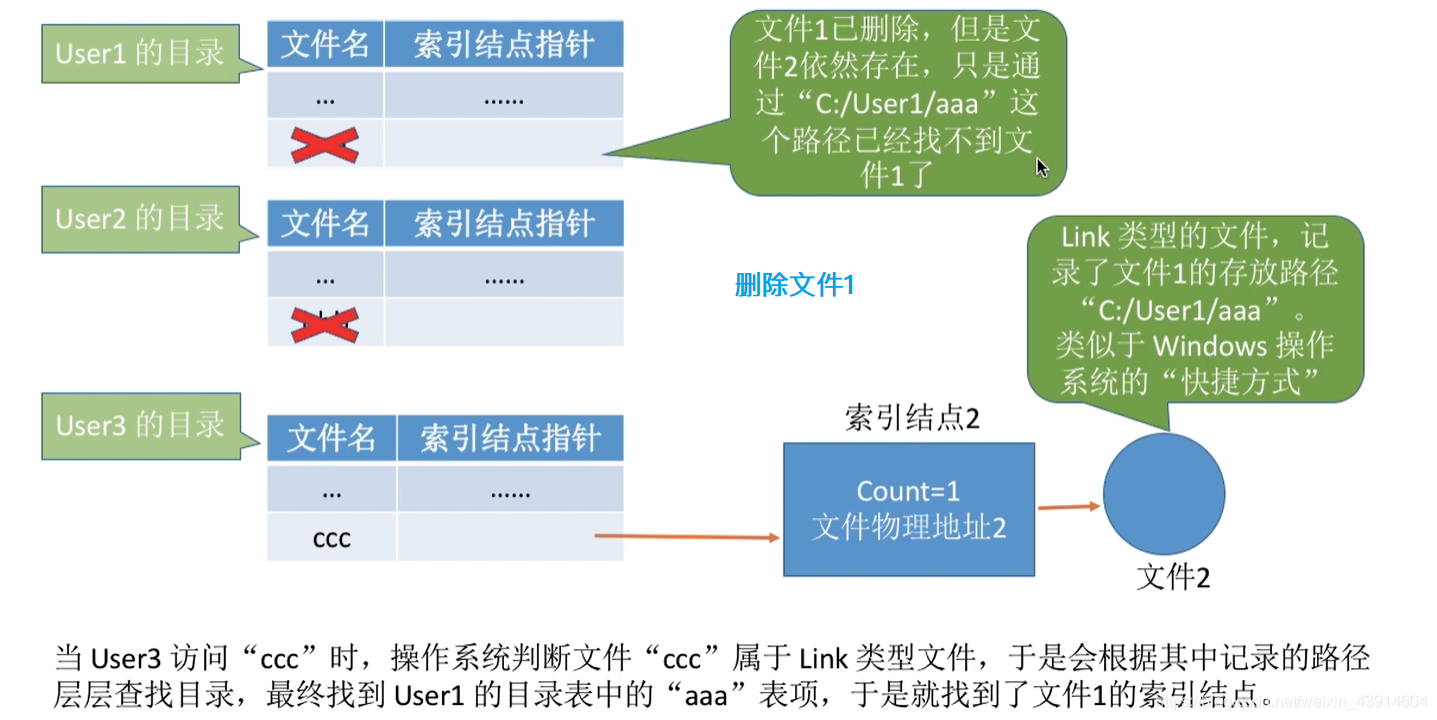 User1 的目录
文件名 索引结点指针
... ......
文件1已删除，但是文
件2依然存在，只是通
过“C:/User1/aaa”这
个路径已经找不到文
件1了
User2 的目录
文件名 索引结点指针
... ......
删除文件1
Link 类型的文件，记
录了文件1的存放路径
“C:/User1/aaa”。
类似于 Windows 操作
系统的“快捷方式”
User3 的目录
文件名 索引结点指针
... ......
ccc
索引结点2
Count=1
文件物理地址2
文件2
当 User3 访问“ccc”时，操作系统判断文件“ccc”属于 Link 类型文件，于是会根据其中记录的路径
层层查找目录，最终找到 User1 的目录表中的“aaa”表项，于是就找到了文件1的索引结点。
net/weixin_43914604